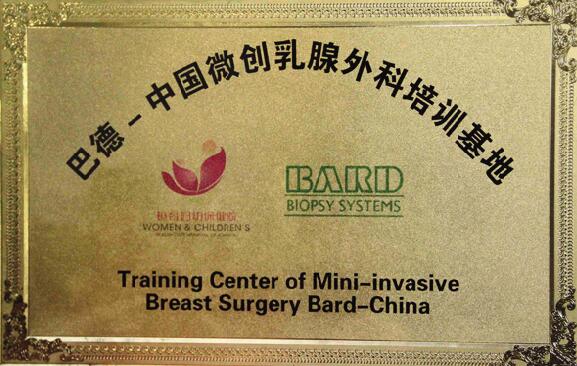 巴德-中国微创乳腺外科培训基地
BARD
BIOPSY SYSTEMS
WOMEN & CHILDREN'S
Training Center of Mini-invasive
Breast Surgery Bard-China